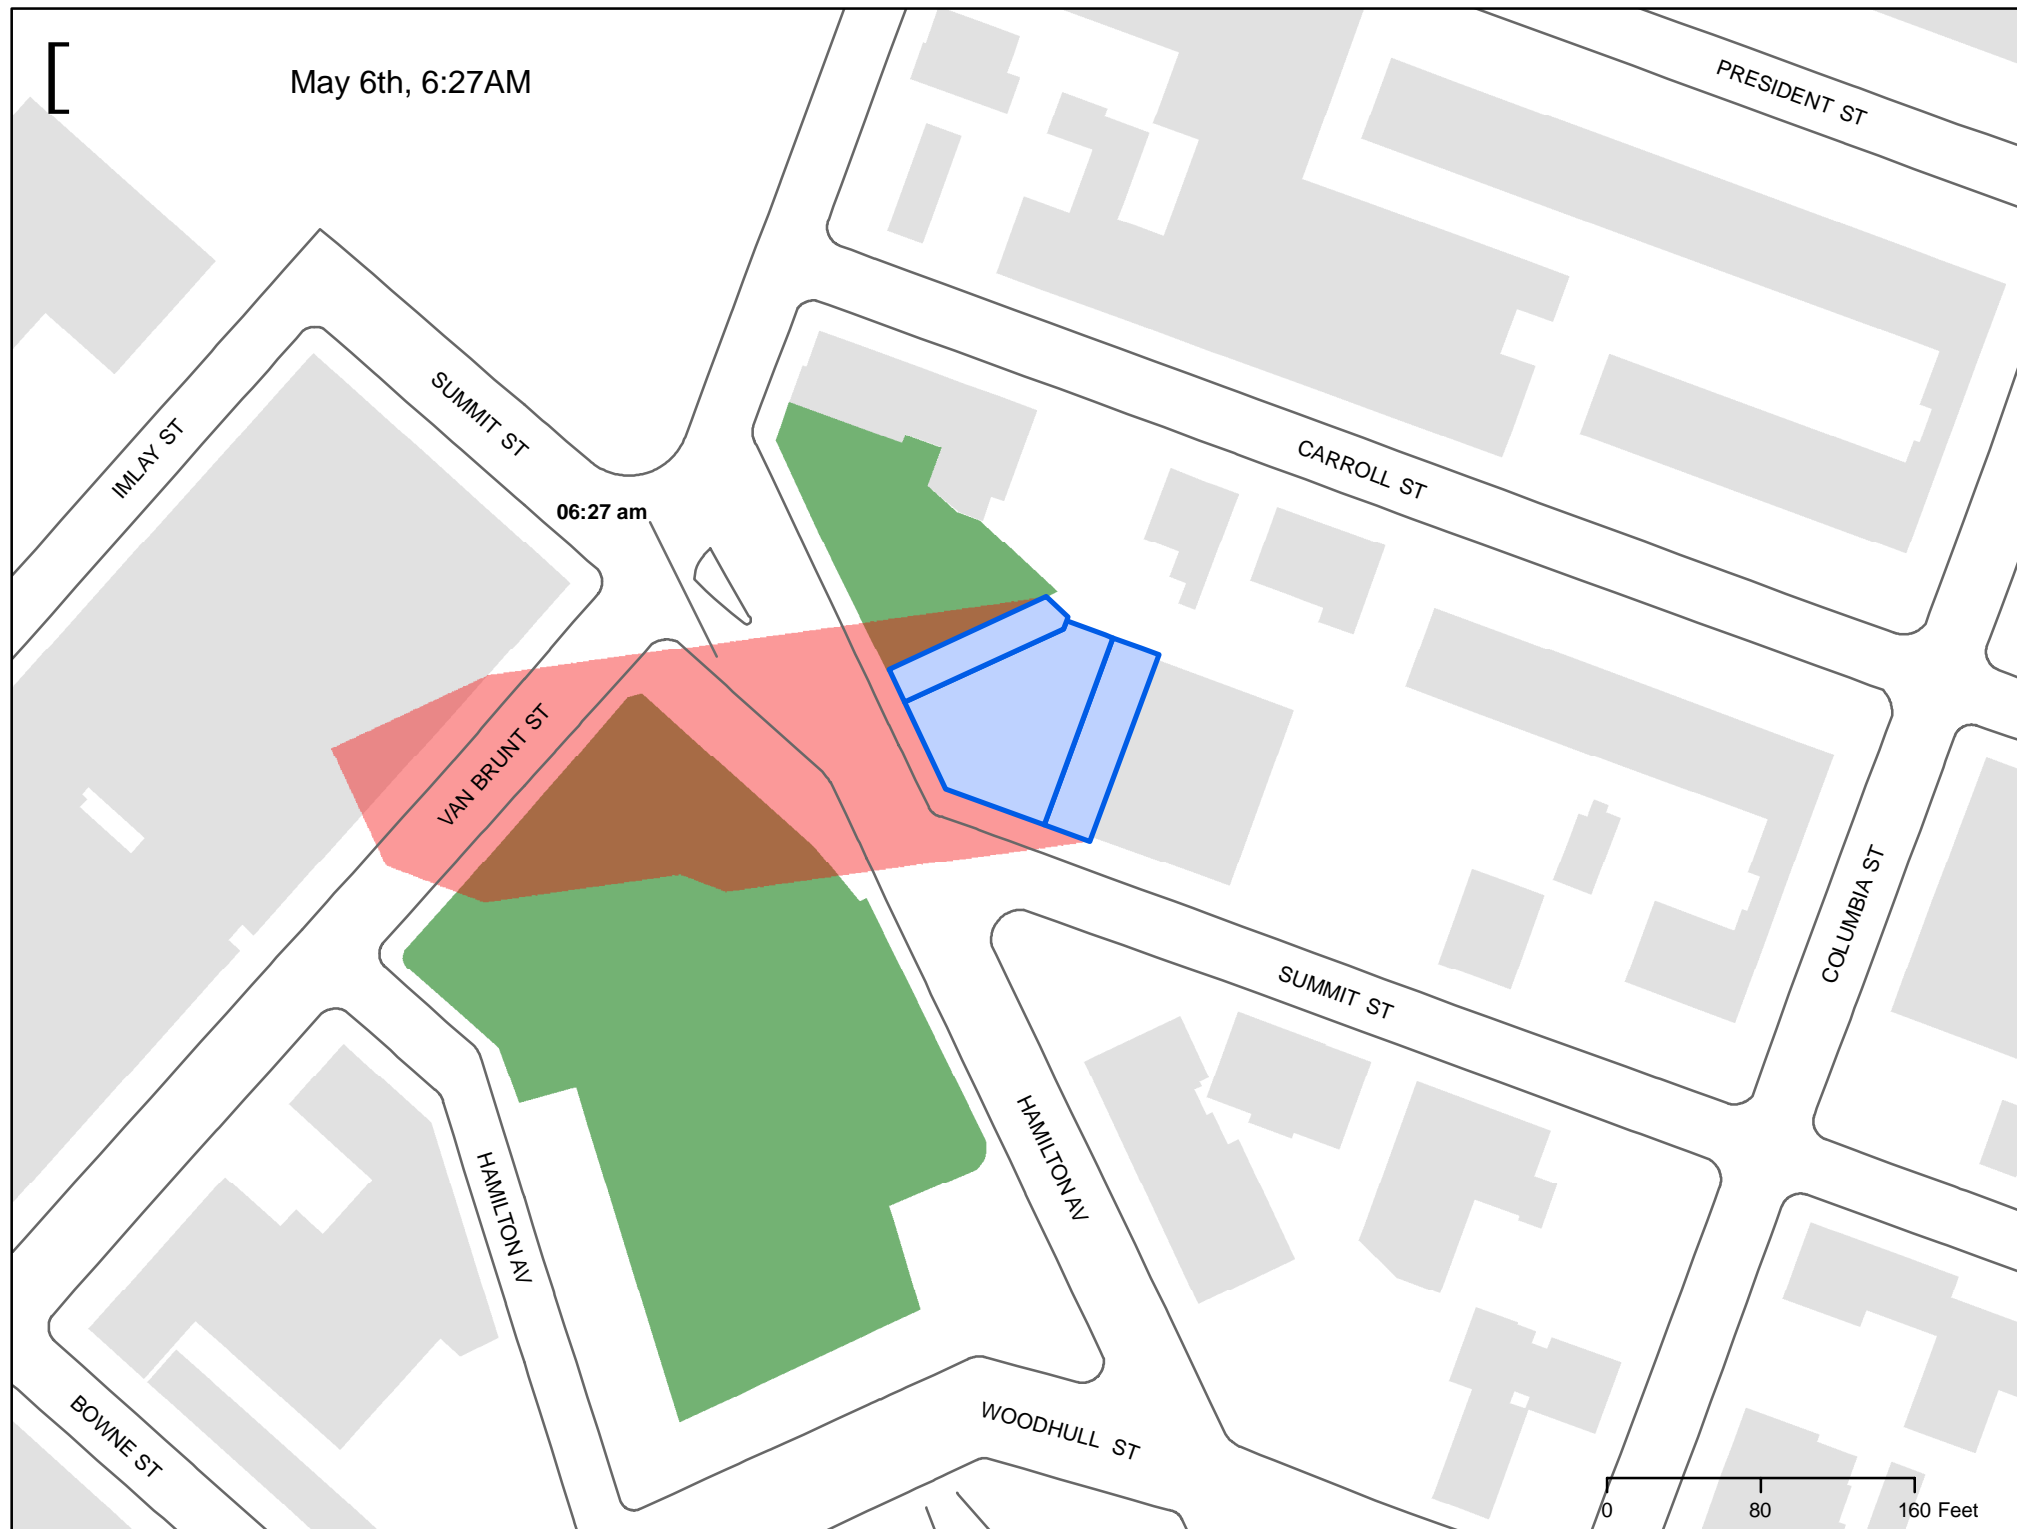 [
May 6th, 6:27AM
PRESIDENT ST
SUMMIT ST
IMLAY ST
CARROLL ST
06:27 am
VAN BRUNT ST
COLUMBIA ST
SUMMIT ST
HAMILTON AV
HAMILTON AV
WOODHULL ST
BOWNE ST
0 80 160 Feet